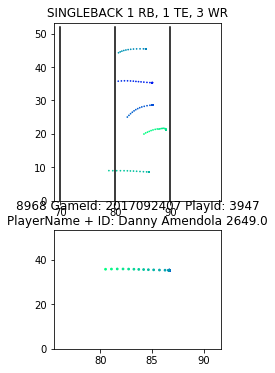 SINGLEBACK 1 RB, 1 TE, 3 WR
50
40
30
20
10
0
70 80 90
8968 GameId: 2017092407 PlayId: 3947
PlayerName + ID: Danny Amendola 2649.0
40
20
0
80 85 90